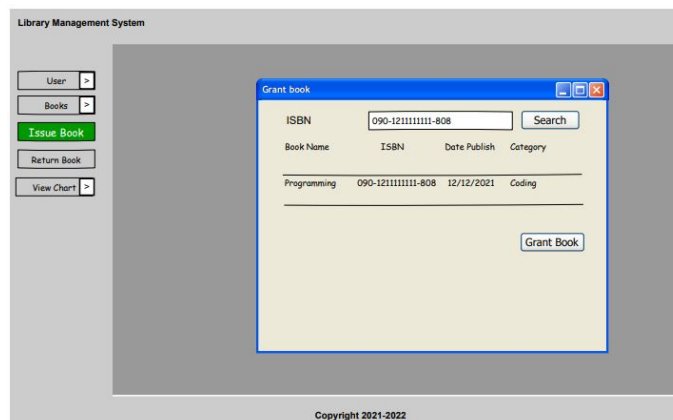 Library Management System
User >
Books >
Issue Book
Return Book
View Chart >
Grant book
ISBN 090-1211111111-808 Search
Book Name ISBN Date Publish Category
Programming 090-1211111111-808 12/12/2021 Coding
Grant Book
Copyright 2021-2022